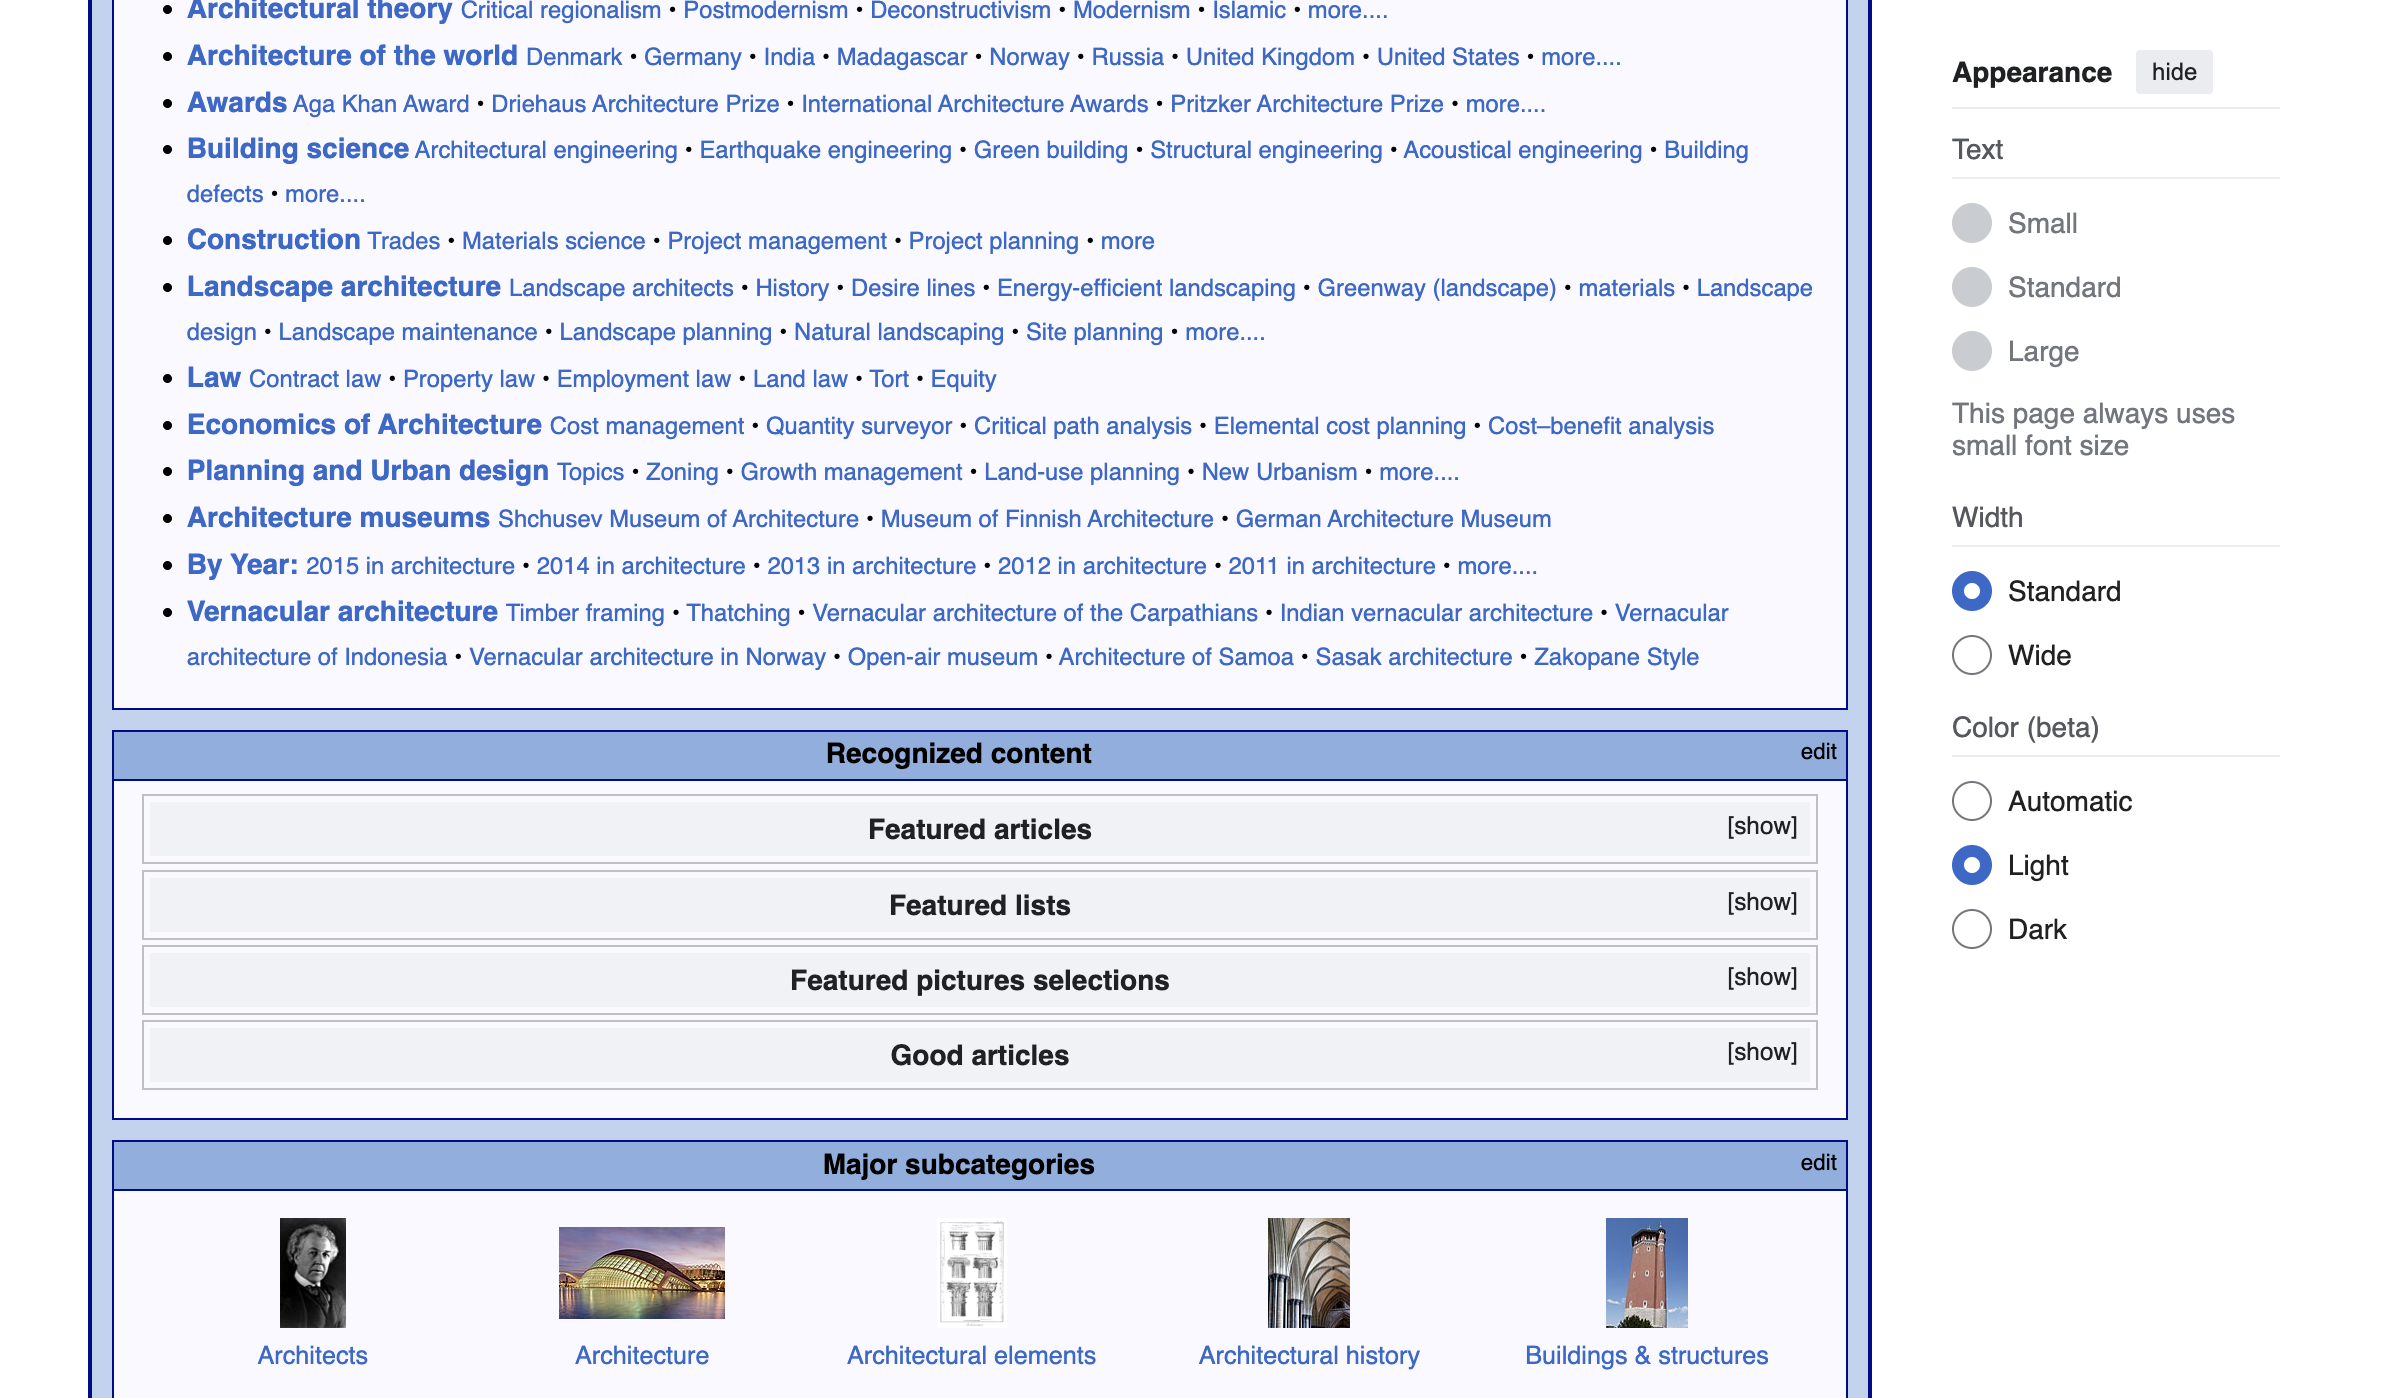 Architectural theory Critical regionalism • Postmodernism • Deconstructivism • Modernism • Islamic • more....
Architecture of the world Denmark • Germany • India • Madagascar • Norway • Russia • United Kingdom • United States • more....
Awards Aga Khan Award • Driehaus Architecture Prize • International Architecture Awards • Pritzker Architecture Prize • more....
Building science Architectural engineering • Earthquake engineering • Green building • Structural engineering • Acoustical engineering • Building
defects • more....
Construction Trades • Materials science • Project management • Project planning • more
Landscape architecture Landscape architects • History • Desire lines • Energy-efficient landscaping • Greenway (landscape) • materials • Landscape
design • Landscape maintenance • Landscape planning • Natural landscaping • Site planning • more....
Law Contract law • Property law • Employment law • Land law • Tort • Equity
Economics of Architecture Cost management • Quantity surveyor • Critical path analysis • Elemental cost planning • Cost–benefit analysis
Planning and Urban design Topics • Zoning • Growth management • Land-use planning • New Urbanism • more....
Architecture museums Shchusev Museum of Architecture • Museum of Finnish Architecture • German Architecture Museum
By Year: 2015 in architecture • 2014 in architecture • 2013 in architecture • 2012 in architecture • 2011 in architecture • more....
Vernacular architecture Timber framing • Thatching • Vernacular architecture of the Carpathians • Indian vernacular architecture • Vernacular
architecture of Indonesia • Vernacular architecture in Norway • Open-air museum • Architecture of Samoa • Sasak architecture • Zakopane Style
Recognized content edit
Featured articles [show]
Featured lists [show]
Featured pictures selections [show]
Good articles [show]
Major subcategories edit
Architects
Architecture
Architectural elements
Architectural history
Buildings & structures
Appearance hide
Text
Small
Standard
Large
This page always uses
small font size
Width
Standard
Wide
Color (beta)
Automatic
Light
Dark